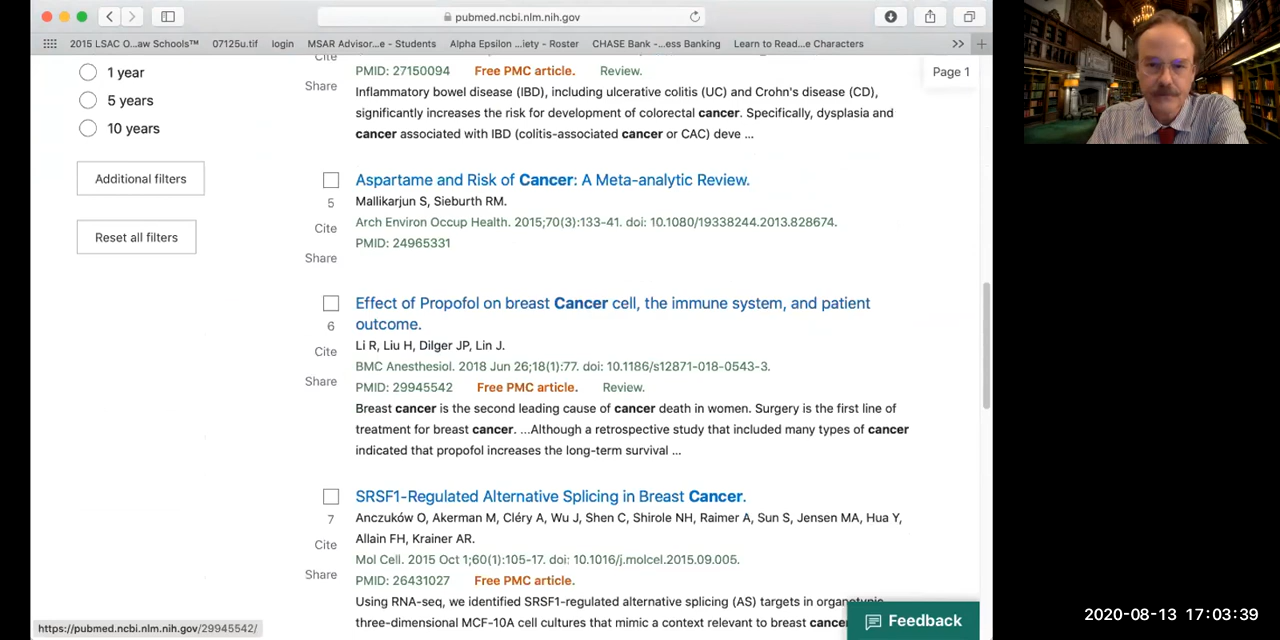 pubmed.ncbi.nlm.nih.gov
2015 LSAC O...aw Schools™ 07125u.tif login MSAR Advisor...e - Students Alpha Epsilon ...iety - Roster CHASE Bank -...ess Banking Learn to Read...e Characters
Page 1
1 year
5 years
10 years
Additional filters
Reset all filters
Cite
Share
PMID: 27150094 Free PMC article. Review.
Inflammatory bowel disease (IBD), including ulcerative colitis (UC) and Crohn's disease (CD),
significantly increases the risk for development of colorectal cancer. Specifically, dysplasia and
cancer associated with IBD (colitis-associated cancer or CAC) deve ...
5
Cite
Share
Aspartame and Risk of Cancer: A Meta-analytic Review.
Mallikarjun S, Sieburth RM.
Arch Environ Occup Health. 2015;70(3):133-41. doi: 10.1080/19338244.2013.828674.
PMID: 24965331
6
Cite
Share
Effect of Propofol on breast Cancer cell, the immune system, and patient
outcome.
Li R, Liu H, Dilger JP, Lin J.
BMC Anesthesiol. 2018 Jun 26;18(1):77. doi: 10.1186/s12871-018-0543-3.
PMID: 29945542 Free PMC article. Review.
Breast cancer is the second leading cause of cancer death in women. Surgery is the first line of
treatment for breast cancer. ...Although a retrospective study that included many types of cancer
indicated that propofol increases the long-term survival ...
7
Cite
Share
SRSF1-Regulated Alternative Splicing in Breast Cancer.
Anczuków O, Akerman M, Cléry A, Wu J, Shen C, Shirole NH, Raimer A, Sun S, Jensen MA, Hua Y,
Allain FH, Krainer AR.
Mol Cell. 2015 Oct 1;60(1):105-17. doi: 10.1016/j.molcel.2015.09.005.
PMID: 26431027 Free PMC article.
Using RNA-seq, we identified SRSF1-regulated alternative splicing (AS) targets in organotypic
three-dimensional MCF-10A cell cultures that mimic a context relevant to breast cancer
Feedback
https://pubmed.ncbi.nlm.nih.gov/29945542/
2020-08-13 17:03:39